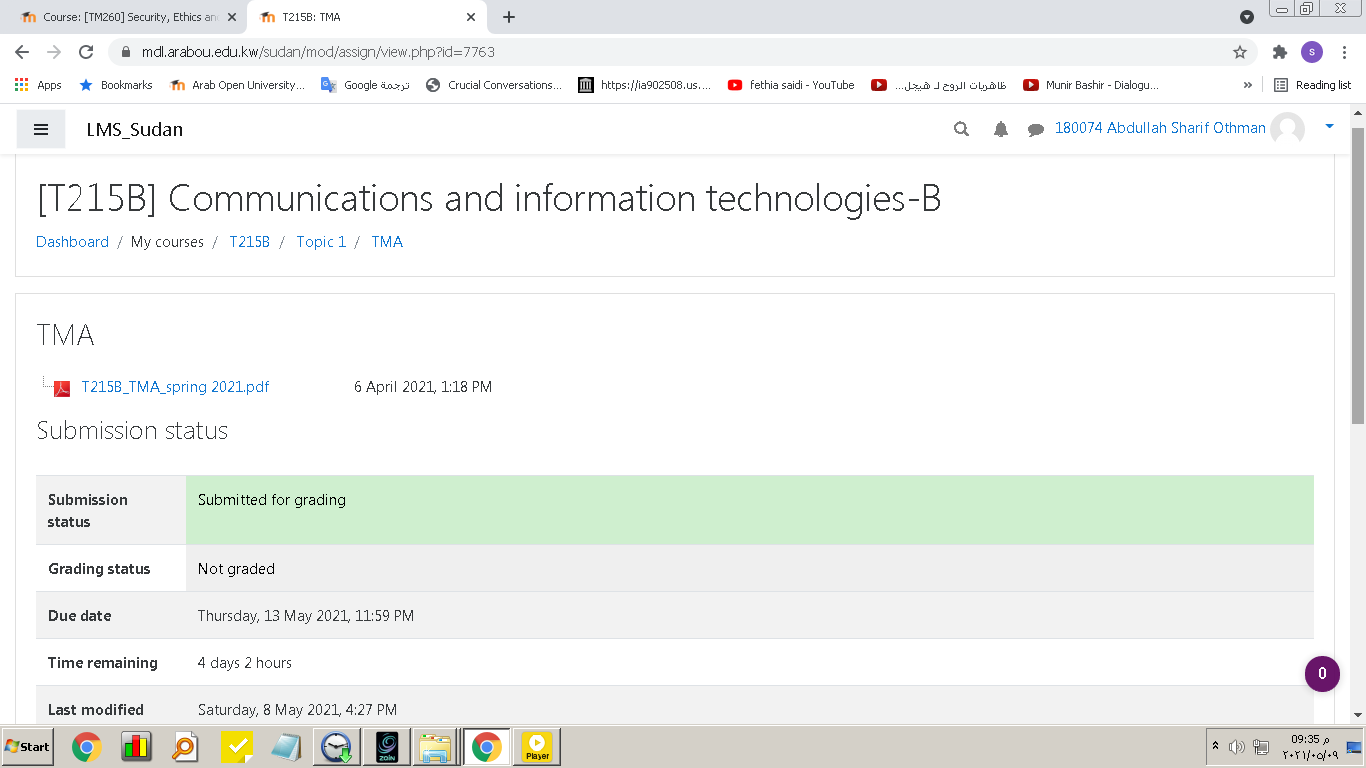 Course: [TM260] Security, Ethics an
T215B: TMA
mdl.arabou.edu.kw/sudan/mod/assign/view.php?id=7763
S
Apps
Bookmarks
Arab Open University...
Google ترجمة
Crucial Conversations...
https://ia902508.us....
fethia saidi - YouTube
ظاهريات الروح لـ هيجل...
Munir Bashir - Dialogu...
»
Reading list
LMS_Sudan
180074 Abdullah Sharif Othman
[T215B] Communications and information technologies-B
Dashboard / My courses / T215B / Topic 1 / TMA
TMA
T215B_TMA_spring 2021.pdf 6 April 2021, 1:18 PM
Submission status
Submission status Submitted for grading
Grading status Not graded
Due date Thursday, 13 May 2021, 11:59 PM
Time remaining 4 days 2 hours
0
Last modified Saturday, 8 May 2021, 4:27 PM
Start
zain
Player
09:35 م
٢٠٢١/٠٥/٠٩